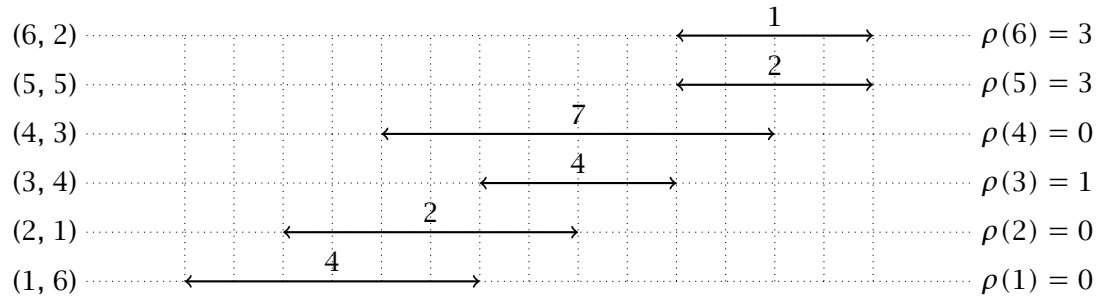 (6, 2) 1 ρ(6) = 3
(5, 5) 2 ρ(5) = 3
(4, 3) 7 ρ(4) = 0
(3, 4) 4 ρ(3) = 1
(2, 1) 2 ρ(2) = 0
(1, 6) 4 ρ(1) = 0